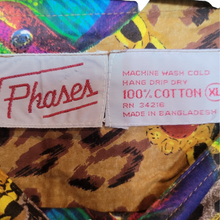 Phases
MACHINE WASH COLD
HANG DRIP DRY
100% COTTON XL
RN 34216
MADE IN BANGLADESH